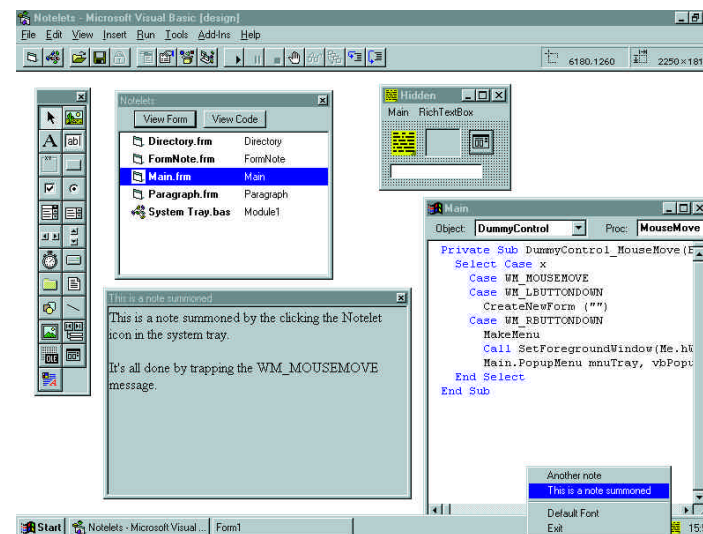 Notelets - Microsoft Visual Basic [design]
File Edit View Insert Run Tools Add-Ins Help
6180,1260 2250×181
Notelets
View Form View Code
Directory.frm Directory
FormNote.frm FormNote
Main.frm Main
Paragraph.frm Paragraph
System Tray.bas Module1
Hidden
Main RichTextBox
A ab|
OLE
This is a note summoned
This is a note summoned by the clicking the Notelet
icon in the system tray.
It's all done by trapping the WM_MOUSEMOVE
message.
Main
Object: DummyControl Proc: MouseMove
Private Sub DummyControl_MouseMove(B
Select Case x
Case WM_MOUSEMOVE
Case WM_LBUTTONDOWN
CreateNewForm ("")
Case WM_RBUTTONDOWN
MakeMenu
Call SetForegroundWindow(Me.hW
Main.PopupMenu mnuTray, vbPopu
End Select
End Sub
Another note
This is a note summoned
Default Font
Exit
Start Notelets - Microsoft Visual ... Form1 15:5